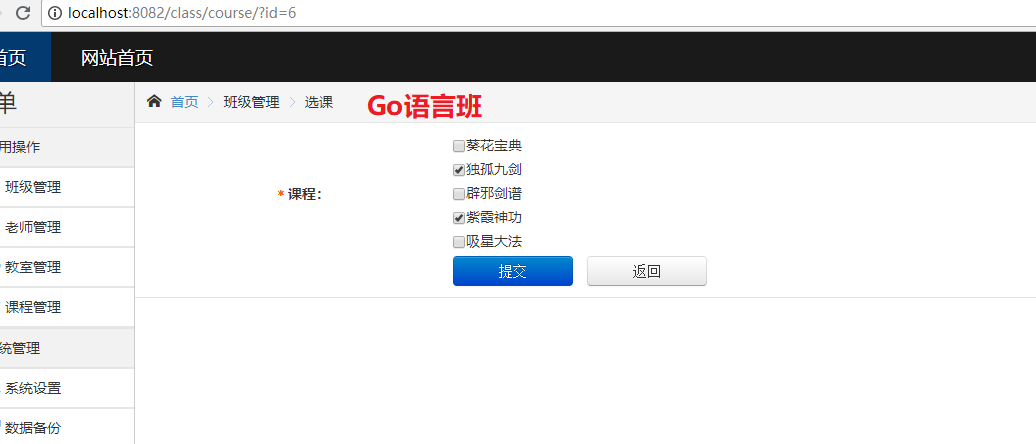 localhost:8082/class/course/?id=6
首页
网站首页
单
首页 班级管理 选课
Go语言班
用操作
班级管理
老师管理
教室管理
课程管理
统管理
系统设置
数据备份
* 课程：
葵花宝典
独孤九剑
辟邪剑谱
紫霞神功
吸星大法
提交
返回